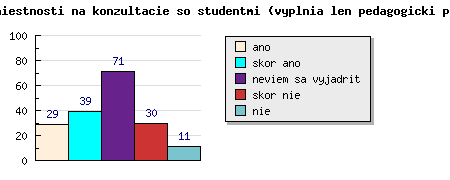 iestnosti na konzultacie so studentmi (vyplnia len pedagogicki p
100
80
60
40
20
0
29
39
71
30
11
ano
skor ano
neviem sa vyjadrit
skor nie
nie